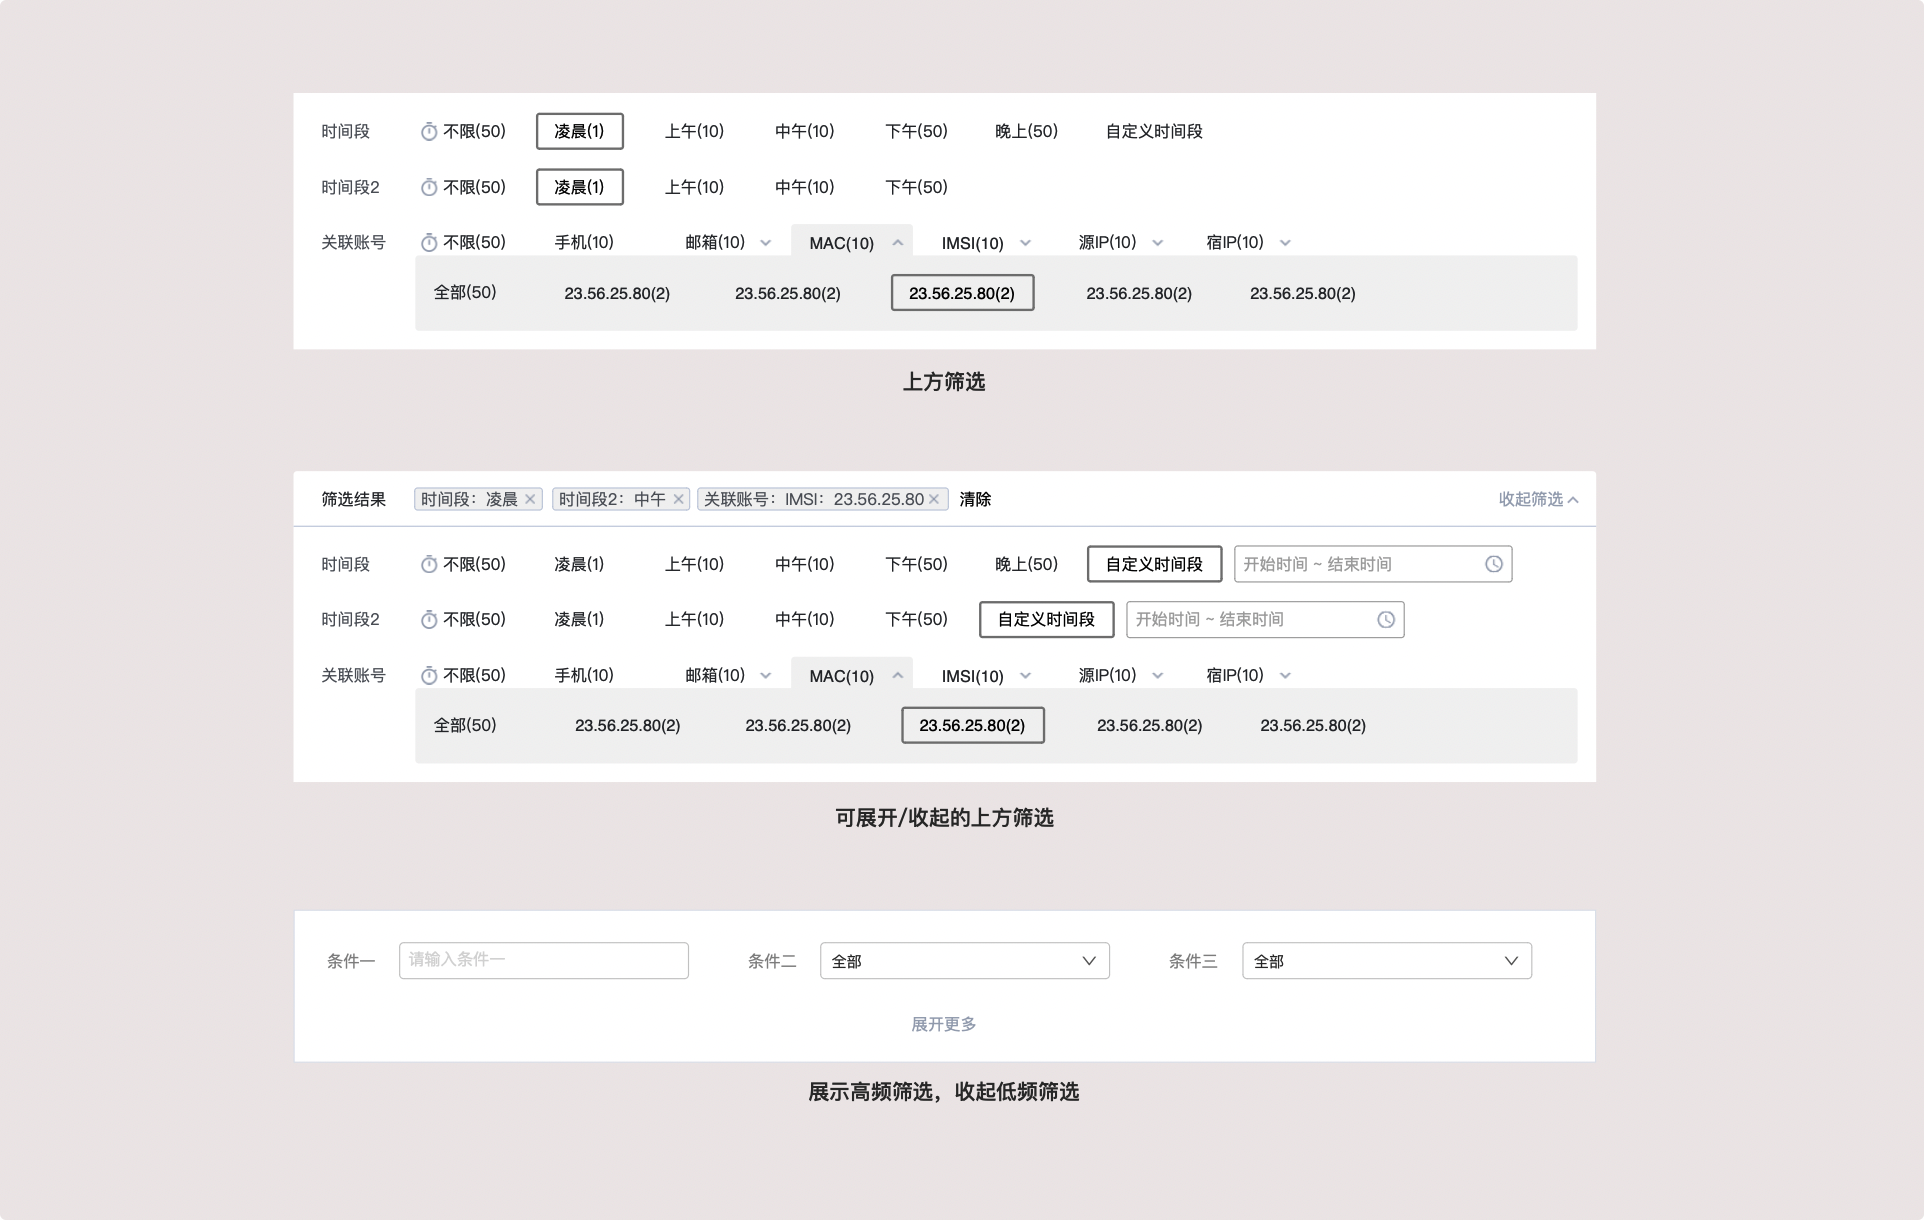 时间段 不限(50) 凌晨(1) 上午(10) 中午(10) 下午(50) 晚上(50) 自定义时间段
时间段2 不限(50) 凌晨(1) 上午(10) 中午(10) 下午(50)
关联账号 不限(50) 手机(10) 邮箱(10) MAC(10) IMSI(10) 源IP(10) 宿IP(10)
全部(50) 23.56.25.80(2) 23.56.25.80(2) 23.56.25.80(2) 23.56.25.80(2) 23.56.25.80(2)
上方筛选
筛选结果 时间段：凌晨 时间段2：中午 关联账号：IMSI：23.56.25.80 清除 收起筛选
时间段 不限(50) 凌晨(1) 上午(10) 中午(10) 下午(50) 晚上(50) 自定义时间段 开始时间 ~ 结束时间
时间段2 不限(50) 凌晨(1) 上午(10) 中午(10) 下午(50) 自定义时间段 开始时间 ~ 结束时间
关联账号 不限(50) 手机(10) 邮箱(10) MAC(10) IMSI(10) 源IP(10) 宿IP(10)
全部(50) 23.56.25.80(2) 23.56.25.80(2) 23.56.25.80(2) 23.56.25.80(2) 23.56.25.80(2)
可展开/收起的上方筛选
条件一 请输入条件一 条件二 全部 条件三 全部
展开更多
展示高频筛选，收起低频筛选